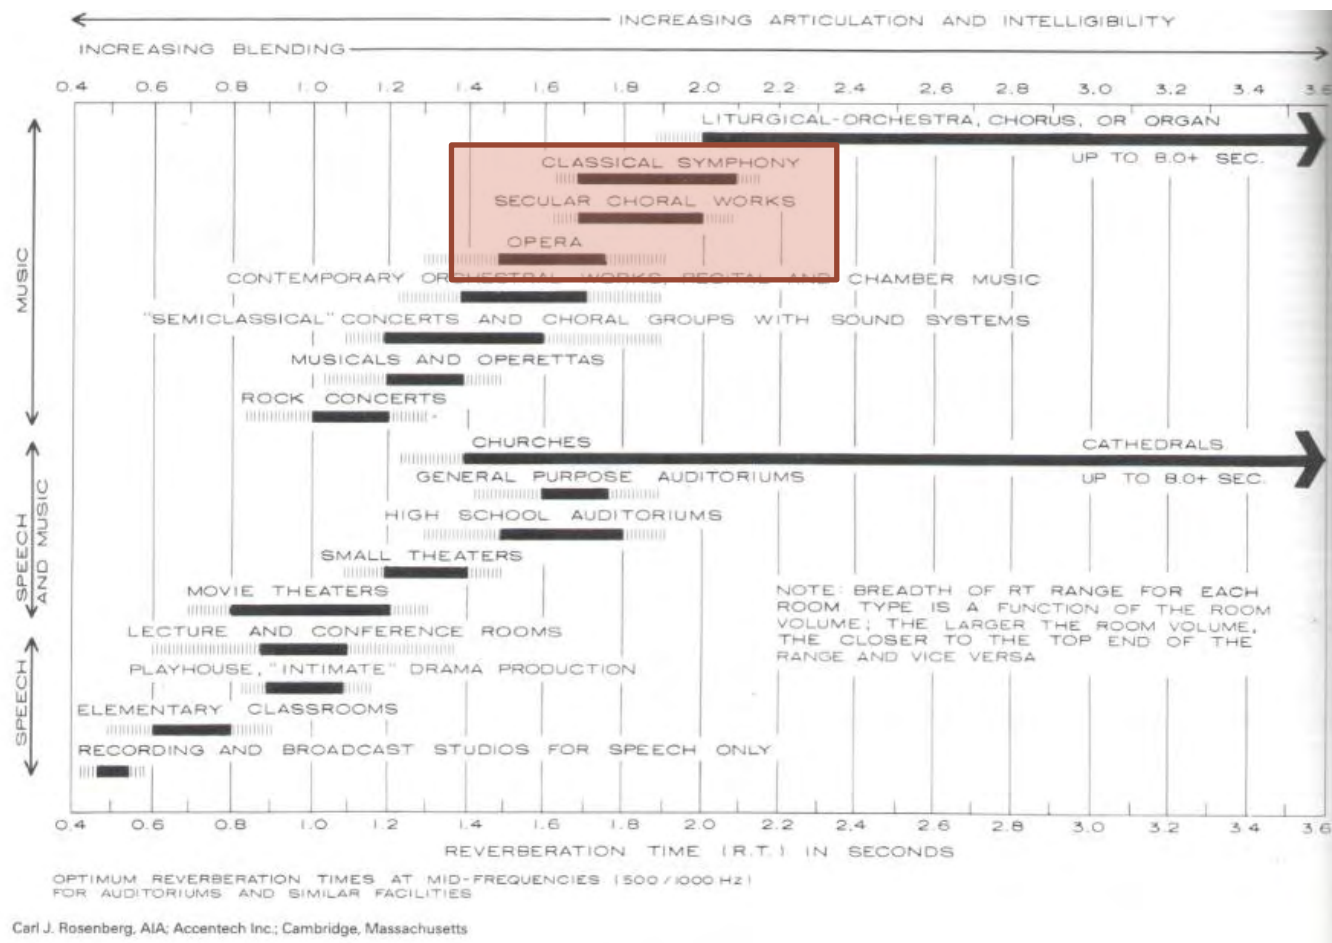 INCREASING ARTICULATION AND INTELLIGIBILITY
INCREASING BLENDING
0.4 0.6 0.8 1.0 1.2 1.4 1.6 1.8 2.0 2.2 2.4 2.6 2.8 3.0 3.2 3.4 3.6
LITURGICAL-ORCHESTRA, CHORUS, OR ORGAN
UP TO 8.0+ SEC.
CLASSICAL SYMPHONY
SECULAR CHORAL WORKS
OPERA
CONTEMPORARY ORCHESTRAL WORKS, RECITAL AND CHAMBER MUSIC
"SEMICLASSICAL" CONCERTS AND CHORAL GROUPS WITH SOUND SYSTEMS
MUSICALS AND OPERETTAS
ROCK CONCERTS
MUSIC
CHURCHES
CATHEDRALS
UP TO 8.0+ SEC.
GENERAL PURPOSE AUDITORIUMS
HIGH SCHOOL AUDITORIUMS
SMALL THEATERS
MOVIE THEATERS
SPEECH
AND MUSIC
NOTE: BREADTH OF RT RANGE FOR EACH
ROOM TYPE IS A FUNCTION OF THE ROOM
VOLUME; THE LARGER THE ROOM VOLUME,
THE CLOSER TO THE TOP END OF THE
RANGE AND VICE VERSA
LECTURE AND CONFERENCE ROOMS
PLAYHOUSE, "INTIMATE" DRAMA PRODUCTION
ELEMENTARY CLASSROOMS
RECORDING AND BROADCAST STUDIOS FOR SPEECH ONLY
SPEECH
0.4 0.6 0.8 1.0 1.2 1.4 1.6 1.8 2.0 2.2 2.4 2.6 2.8 3.0 3.2 3.4 3.6
REVERBERATION TIME (R.T.) IN SECONDS
OPTIMUM REVERBERATION TIMES AT MID-FREQUENCIES (500/1000 Hz)
FOR AUDITORIUMS AND SIMILAR FACILITIES
Carl J. Rosenberg, AIA; Accentech Inc.; Cambridge, Massachusetts